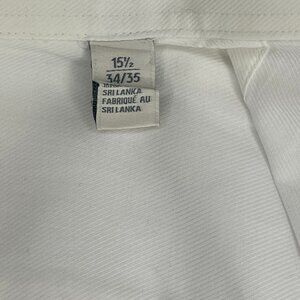 15½
34/35
SRI LANKA
FABRIQUÉ AU
SRI LANKA